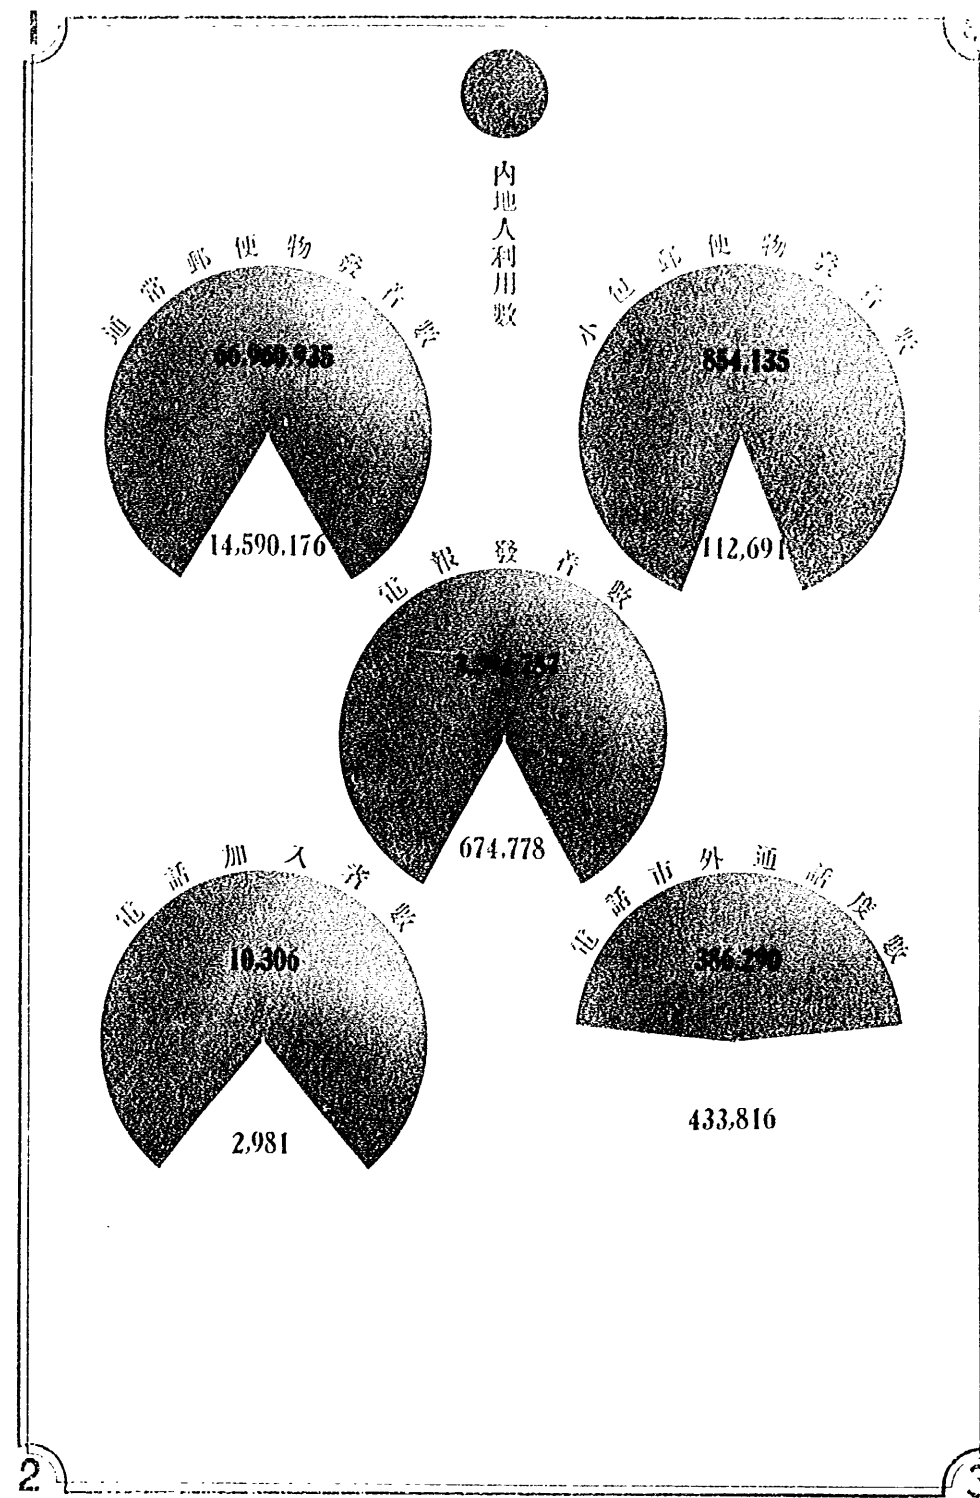 1
內地人利用數
通常郵便物發着數
66,960,935
14,590,176
小包郵便物發着數
854,135
112,691
電報發着數
674,778
電話加入者數
10,306
2,981
電話市外通話度數
386,290
433,816
2
3